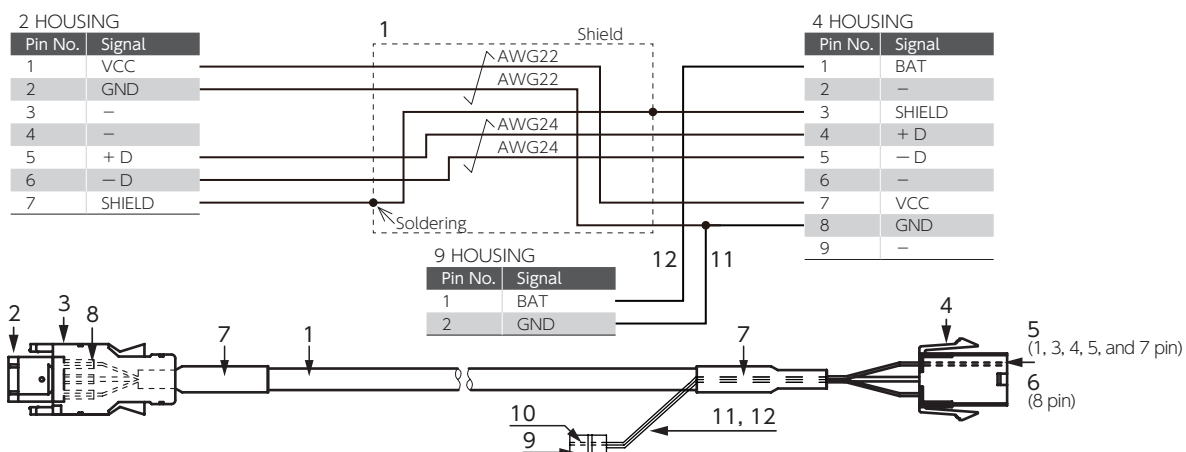 2 HOUSING
Pin No. Signal
1 VCC
2 GND
3 −
4 −
5 + D
6 − D
7 SHIELD
1
Shield
AWG22
AWG22
AWG24
AWG24
Soldering
4 HOUSING
Pin No. Signal
1 BAT
2 −
3 SHIELD
4 + D
5 − D
6 −
7 VCC
8 GND
9 −
12 11
9 HOUSING
Pin No. Signal
1 BAT
2 GND
2 3 8 7 1 7 4
5
(1, 3, 4, 5, and 7 pin)
6
(8 pin)
10
9
11, 12